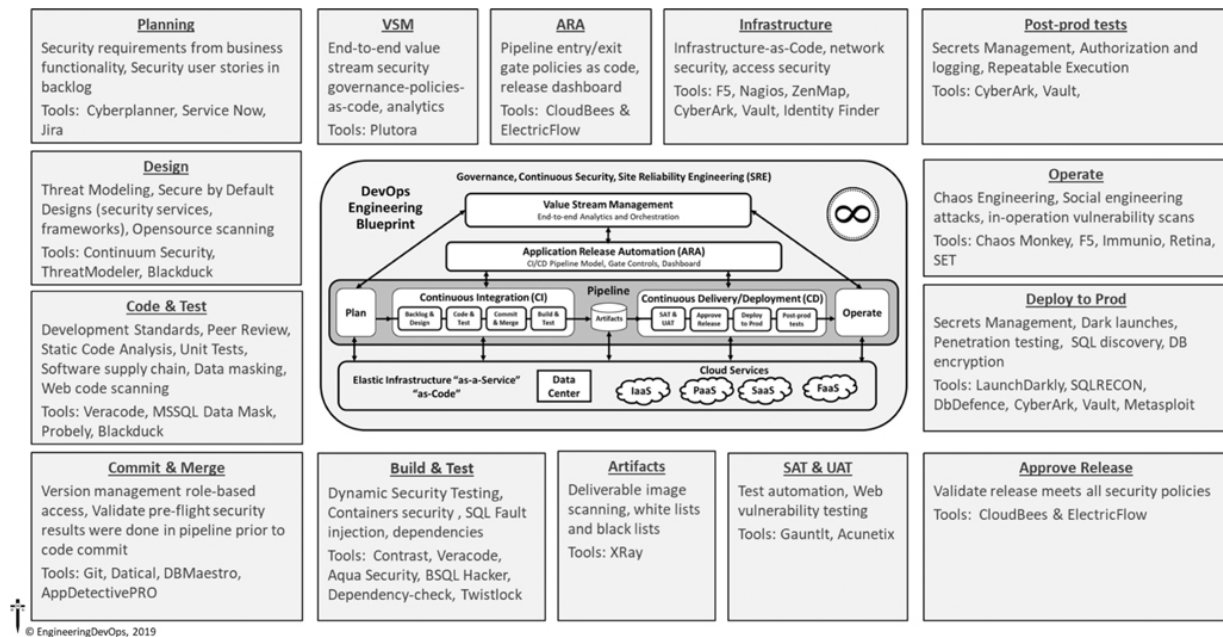 Planning
Security requirements from business
functionality, Security user stories in
backlog
Tools:  Cyberplanner, Service Now,
Jira
VSM
End-to-end value
stream security
governance-policies-
as-code, analytics
Tools: Plutora
ARA
Pipeline entry/exit
gate policies as code,
release dashboard
Tools: CloudBees &
ElectricFlow
Infrastructure
Infrastructure-as-Code, network
security, access security
Tools: F5, Nagios, ZenMap,
CyberArk, Vault, Identity Finder
Post-prod tests
Secrets Management, Authorization and
logging, Repeatable Execution
Tools: CyberArk, Vault,
Design
Threat Modeling, Secure by Default
Designs (security services,
frameworks), Opensource scanning
Tools: Continuum Security,
ThreatModeler, Blackduck
Code & Test
Development Standards, Peer Review,
Static Code Analysis, Unit Tests,
Software supply chain, Data masking,
Web code scanning
Tools: Veracode, MSSQL Data Mask,
Probely, Blackduck
Governance, Continuous Security, Site Reliability Engineering (SRE)
DevOps
Engineering
Blueprint
Value Stream Management
End-to-end Analytics and Orchestration
Application Release Automation (ARA)
CI/CD Pipeline Model, Gate Controls, Dashboard
Pipeline
Plan
Continuous Integration (CI)
Backlog &
Design
Code &
Test
Commit
& Merge
Build &
Test
Artifacts
Continuous Delivery/Deployment (CD)
SAT &
UAT
Approve
Release
Deploy
to Prod
Post-prod
tests
Operate
Elastic Infrastructure "as-a-Service"
"as-Code"
Data
Center
Cloud Services
IaaS
PaaS
SaaS
FaaS
Operate
Chaos Engineering, Social engineering
attacks, in-operation vulnerability scans
Tools: Chaos Monkey, F5, Immunio, Retina,
SET
Deploy to Prod
Secrets Management, Dark launches,
Penetration testing,  SQL discovery, DB
encryption
Tools: LaunchDarkly, SQLRECON,
DbDefence, CyberArk, Vault, Metasploit
Commit & Merge
Version management role-based
access, Validate pre-flight security
results were done in pipeline prior to
code commit
Tools: Git, Datical, DBMaestro,
AppDetectivePRO
Build & Test
Dynamic Security Testing,
Containers security , SQL Fault
injection, dependencies
Tools:  Contrast, Veracode,
Aqua Security, BSQL Hacker,
Dependency-check, Twistlock
Artifacts
Deliverable image
scanning, white lists
and black lists
Tools: XRay
SAT & UAT
Test automation, Web
vulnerability testing
Tools: Gauntlt, Acunetix
Approve Release
Validate release meets all security policies
Tools:  CloudBees & ElectricFlow
© EngineeringDevOps, 2019